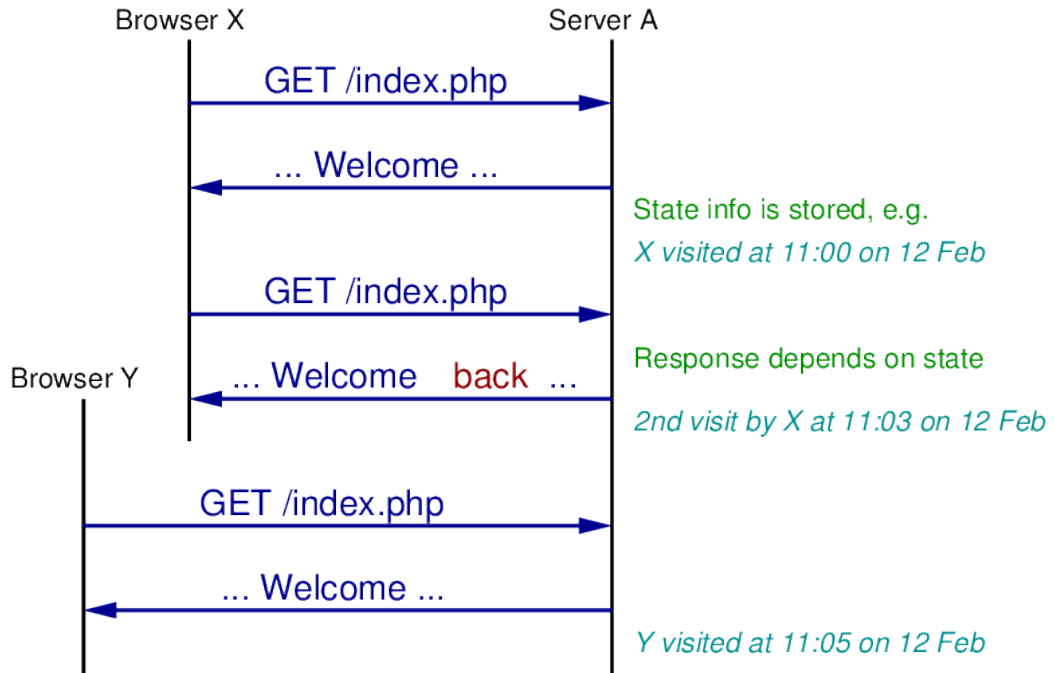 Browser X
Server A
GET /index.php
... Welcome ...
State info is stored, e.g.
X visited at 11:00 on 12 Feb
GET /index.php
Response depends on state
Browser Y
... Welcome back ...
2nd visit by X at 11:03 on 12 Feb
GET /index.php
... Welcome ...
Y visited at 11:05 on 12 Feb